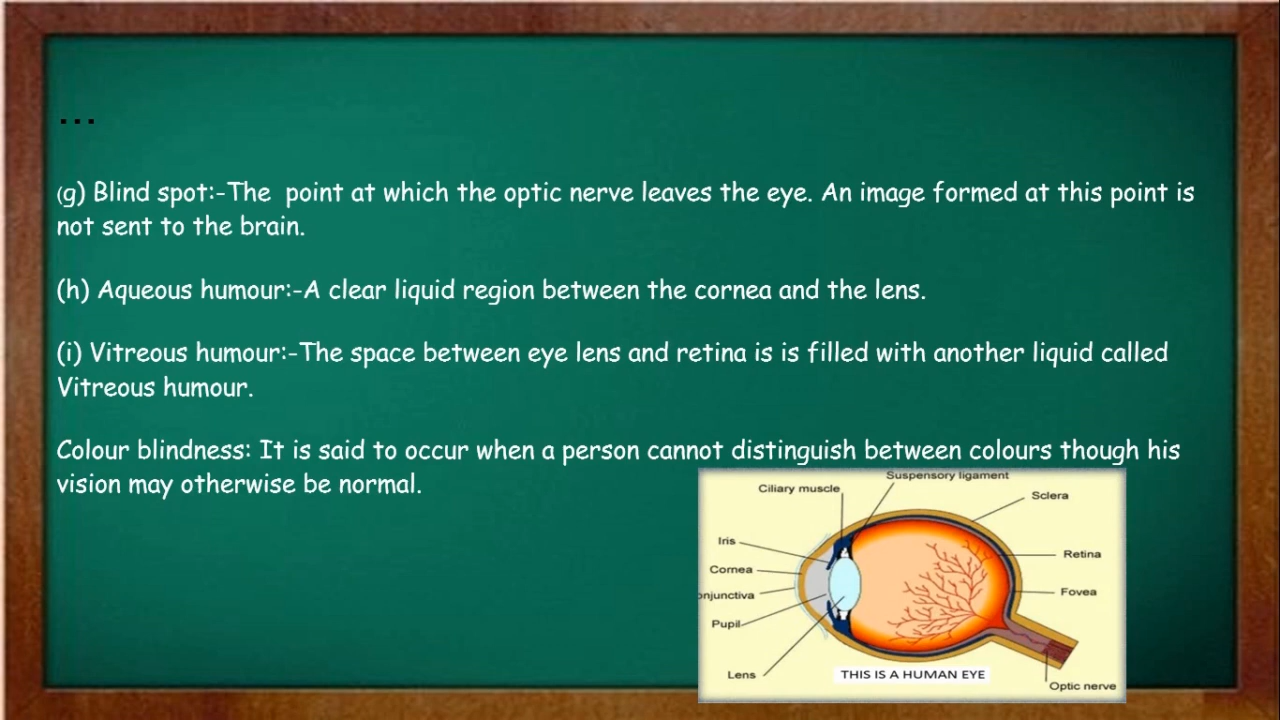 ...
(g) Blind spot:-The point at which the optic nerve leaves the eye. An image formed at this point is
not sent to the brain.
(h) Aqueous humour:-A clear liquid region between the cornea and the lens.
(i) Vitreous humour:-The space between eye lens and retina is is filled with another liquid called
Vitreous humour.
Colour blindness: It is said to occur when a person cannot distinguish between colours though his
vision may otherwise be normal.
Suspensory ligament
Ciliary muscle
Sclera
Iris
Retina
Cornea
Fovea
onjunctiva
Pupil
Lens
THIS IS A HUMAN EYE
Optic nerve